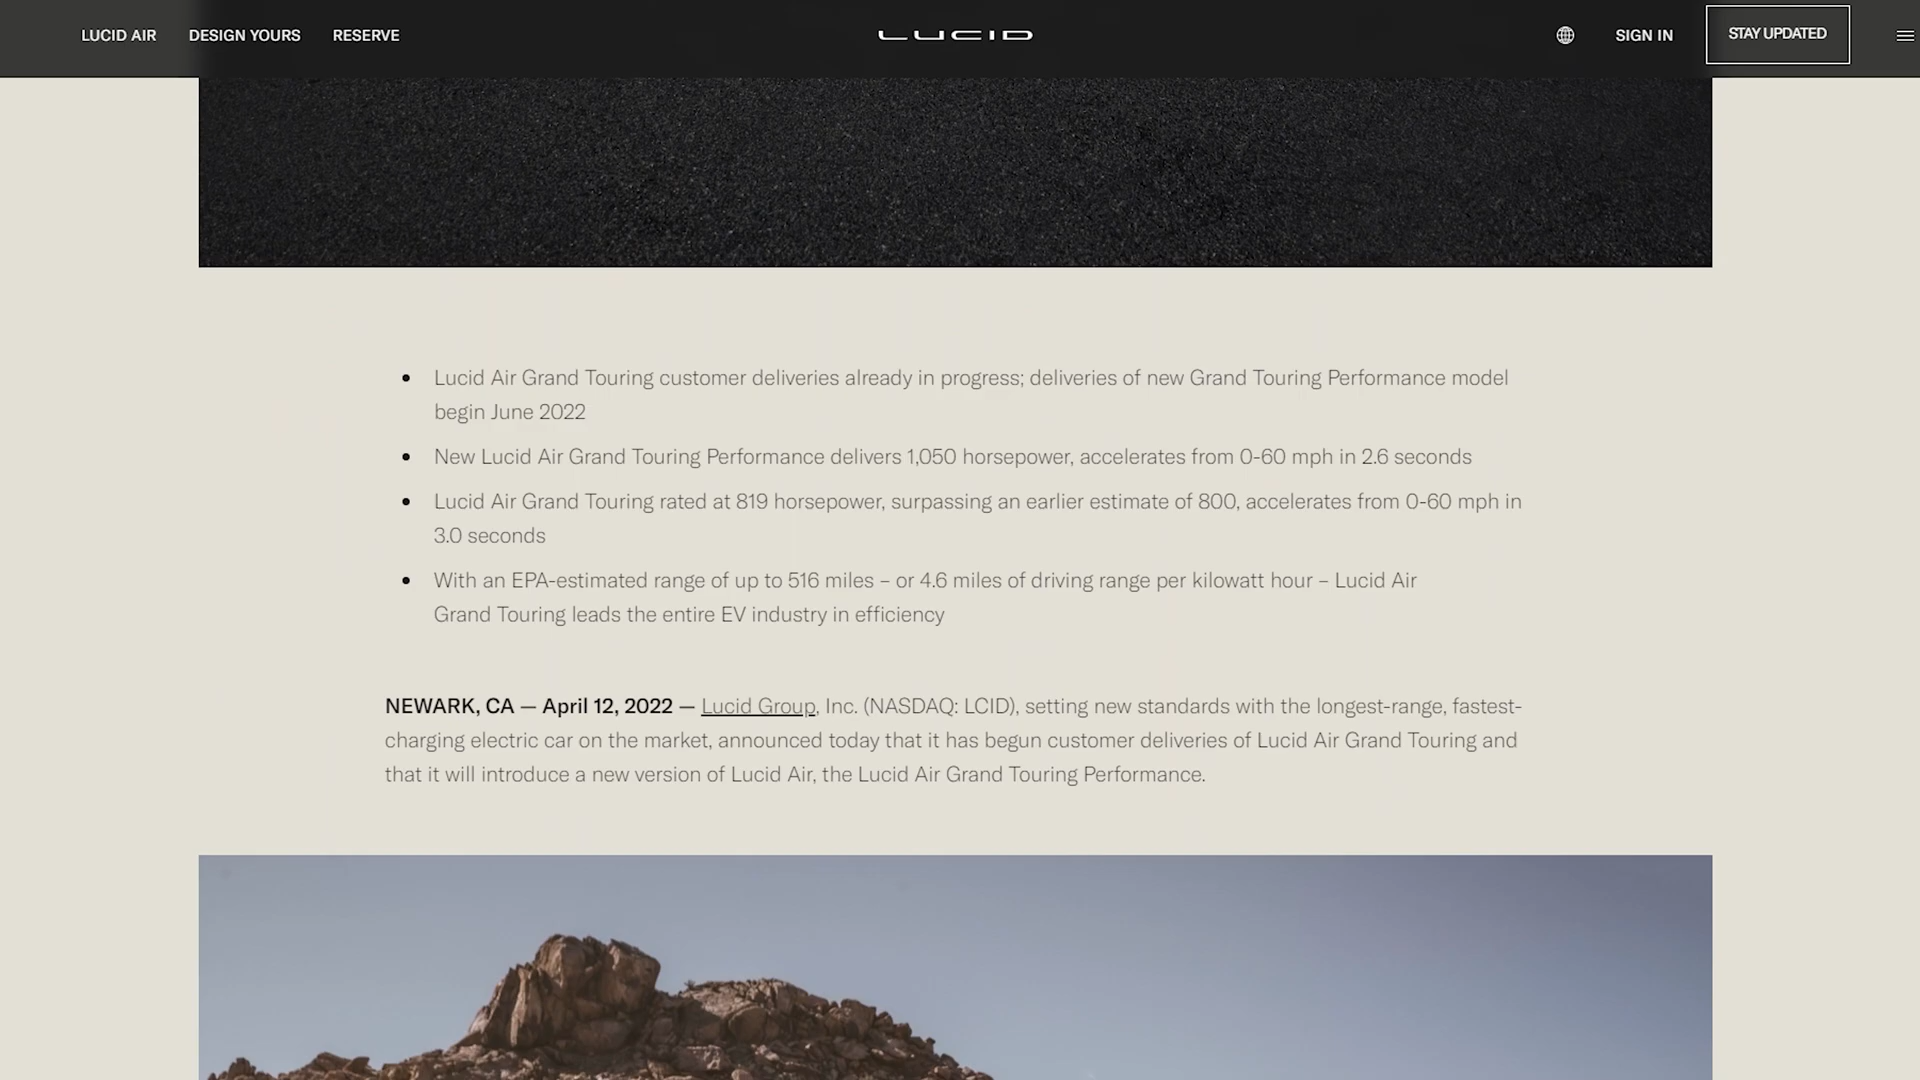 LUCID AIR DESIGN YOURS RESERVE LUCID SIGN IN STAY UPDATED
Lucid Air Grand Touring customer deliveries already in progress; deliveries of new Grand Touring Performance model
begin June 2022
New Lucid Air Grand Touring Performance delivers 1,050 horsepower, accelerates from 0-60 mph in 2.6 seconds
Lucid Air Grand Touring rated at 819 horsepower, surpassing an earlier estimate of 800, accelerates from 0-60 mph in
3.0 seconds
With an EPA-estimated range of up to 516 miles – or 4.6 miles of driving range per kilowatt hour – Lucid Air
Grand Touring leads the entire EV industry in efficiency
NEWARK, CA — April 12, 2022 — Lucid Group, Inc. (NASDAQ: LCID), setting new standards with the longest-range, fastest-
charging electric car on the market, announced today that it has begun customer deliveries of Lucid Air Grand Touring and
that it will introduce a new version of Lucid Air, the Lucid Air Grand Touring Performance.